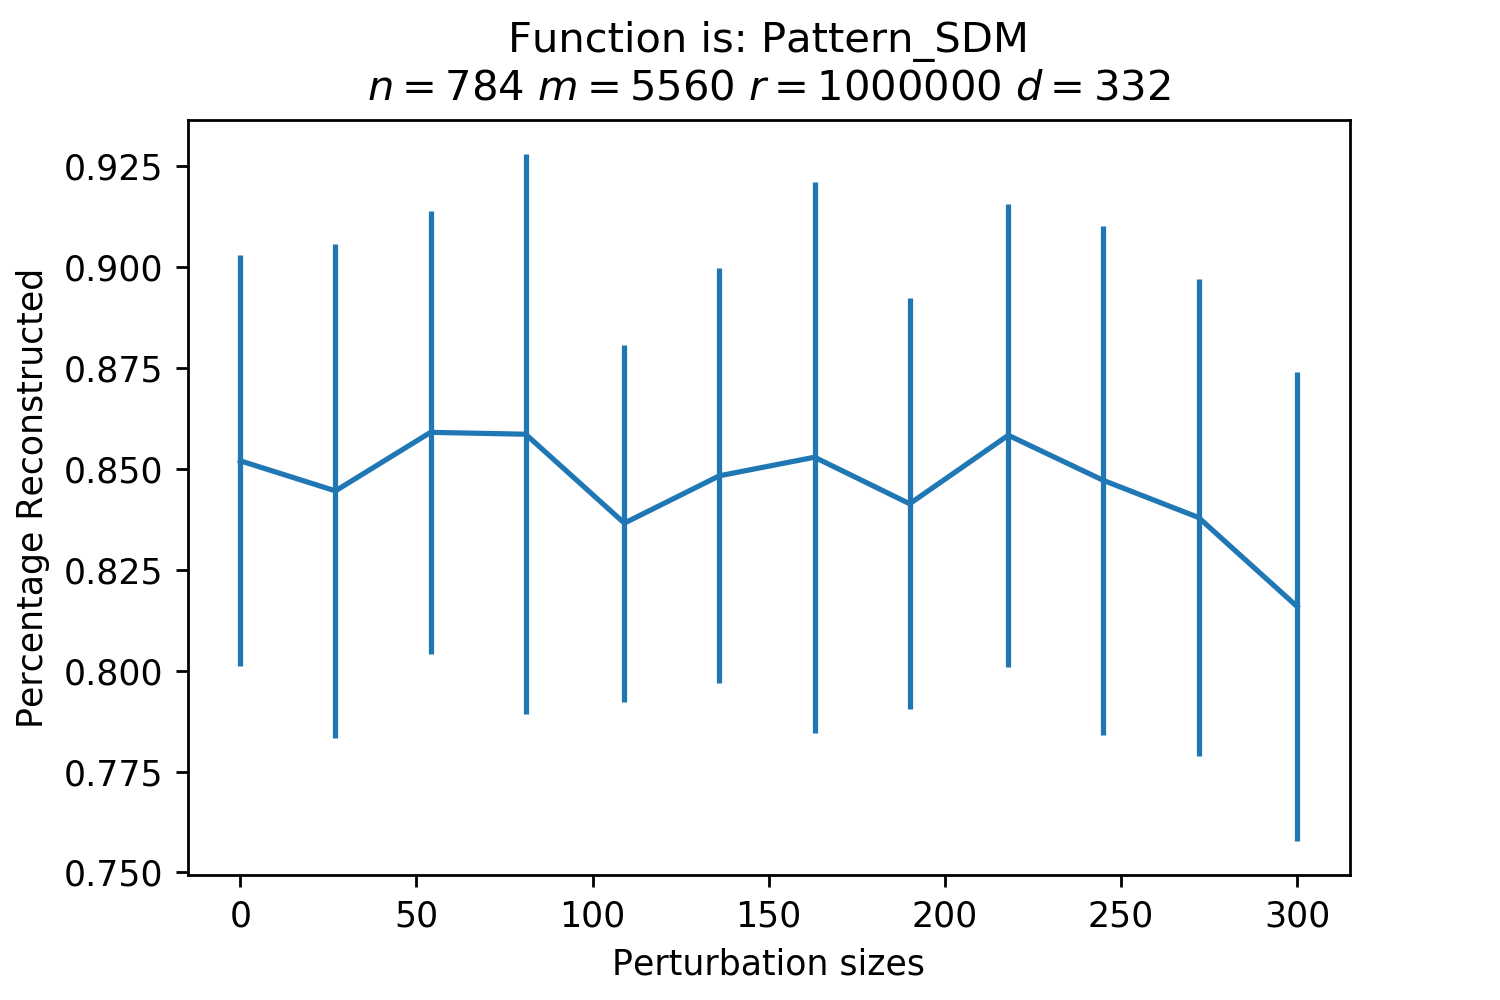 Function is: Pattern_SDM
n = 784 m = 5560 r = 1000000 d = 332
Percentage Reconstructed
0.925
0.900
0.875
0.850
0.825
0.800
0.775
0.750
0 50 100 150 200 250 300
Perturbation sizes